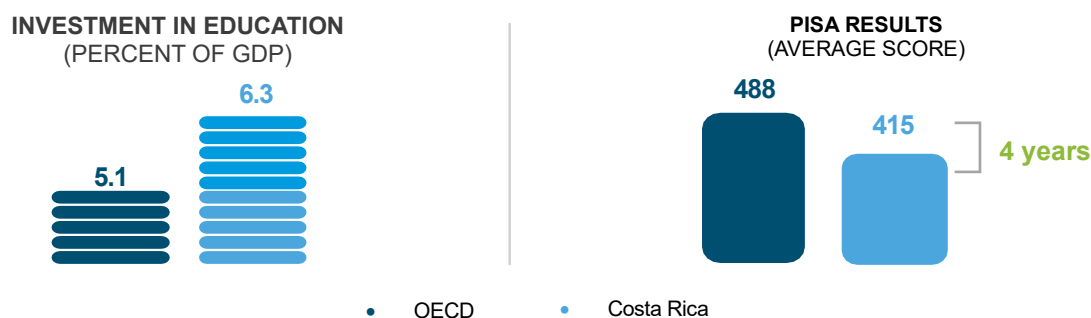 INVESTMENT IN EDUCATION
(PERCENT OF GDP)
6.3
5.1
PISA RESULTS
(AVERAGE SCORE)
488
415
4 years
• OECD
• Costa Rica